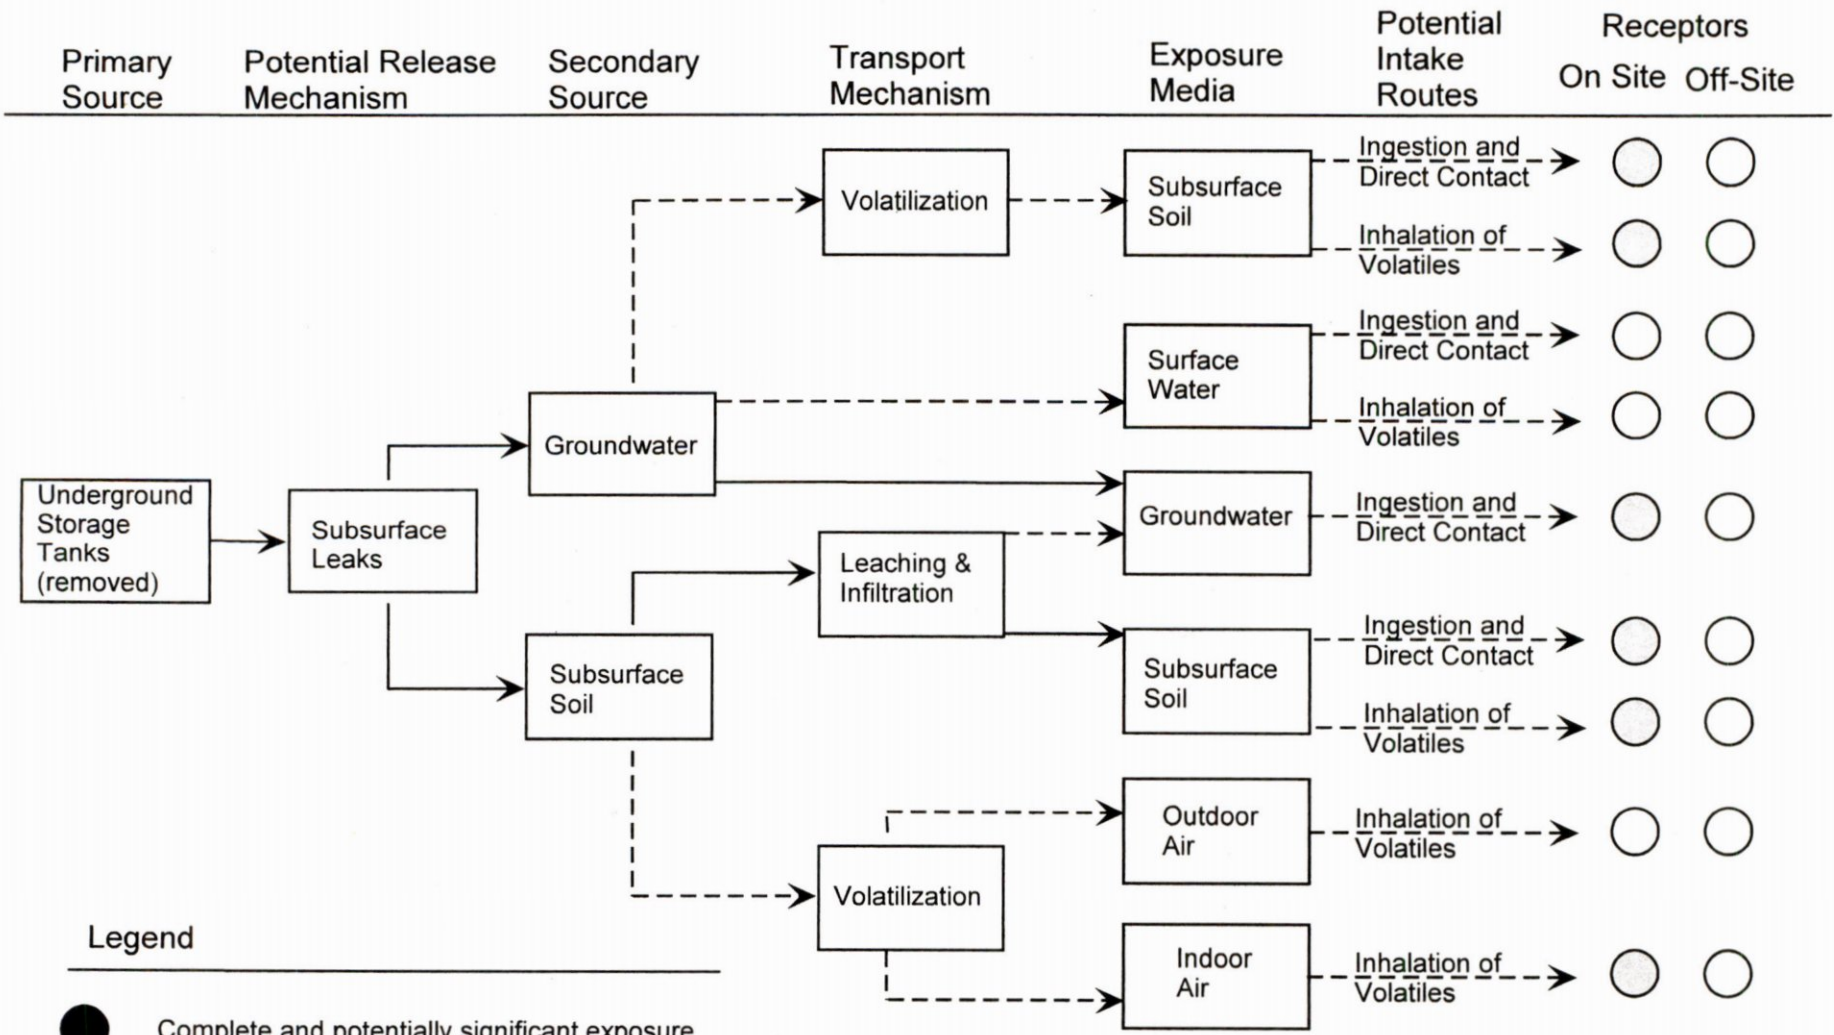 Primary
Source
Potential Release
Mechanism
Secondary
Source
Transport
Mechanism
Exposure
Media
Potential
Intake
Routes
Receptors
On Site
Off-Site
Underground
Storage
Tanks
(removed)
Subsurface
Leaks
Groundwater
Subsurface
Soil
Volatilization
Leaching &
Infiltration
Volatilization
Subsurface
Soil
Ingestion and
Direct Contact
Inhalation of
Volatiles
Surface
Water
Ingestion and
Direct Contact
Inhalation of
Volatiles
Groundwater
Ingestion and
Direct Contact
Subsurface
Soil
Ingestion and
Direct Contact
Inhalation of
Volatiles
Outdoor
Air
Inhalation of
Volatiles
Indoor
Air
Inhalation of
Volatiles
Legend
Complete and potentially significant exposure